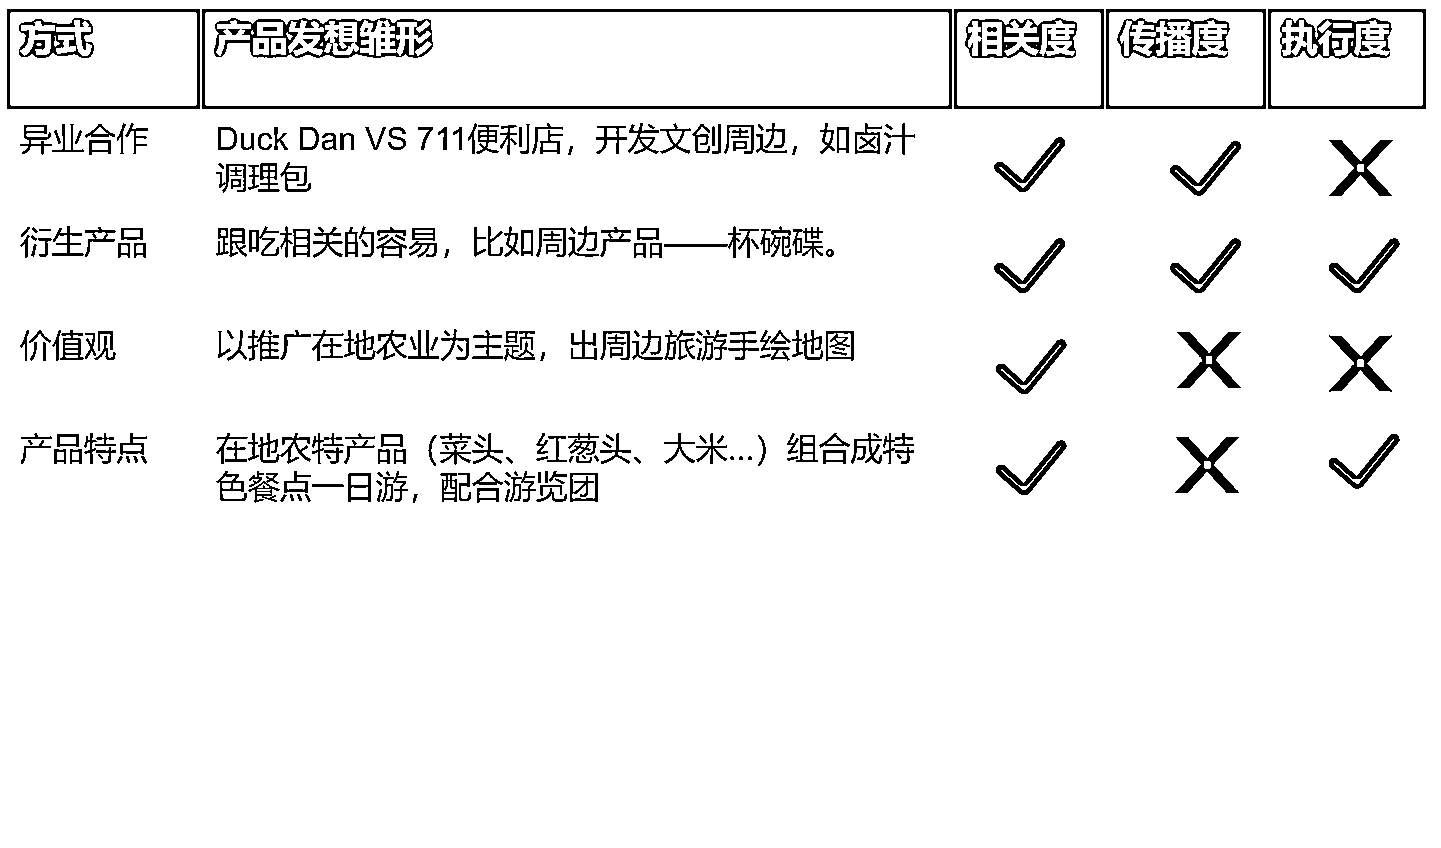 方式 产品发想雏形 相关度 传播度 执行度
异业合作 Duck Dan VS 711便利店，开发文创周边，如卤汁
调理包
衍生产品 跟吃相关的容易，比如周边产品——杯碗碟。
价值观 以推广在地农业为主题，出周边旅游手绘地图
产品特点 在地农特产品（菜头、红葱头、大米...）组合成特
色餐点一日游，配合游览团